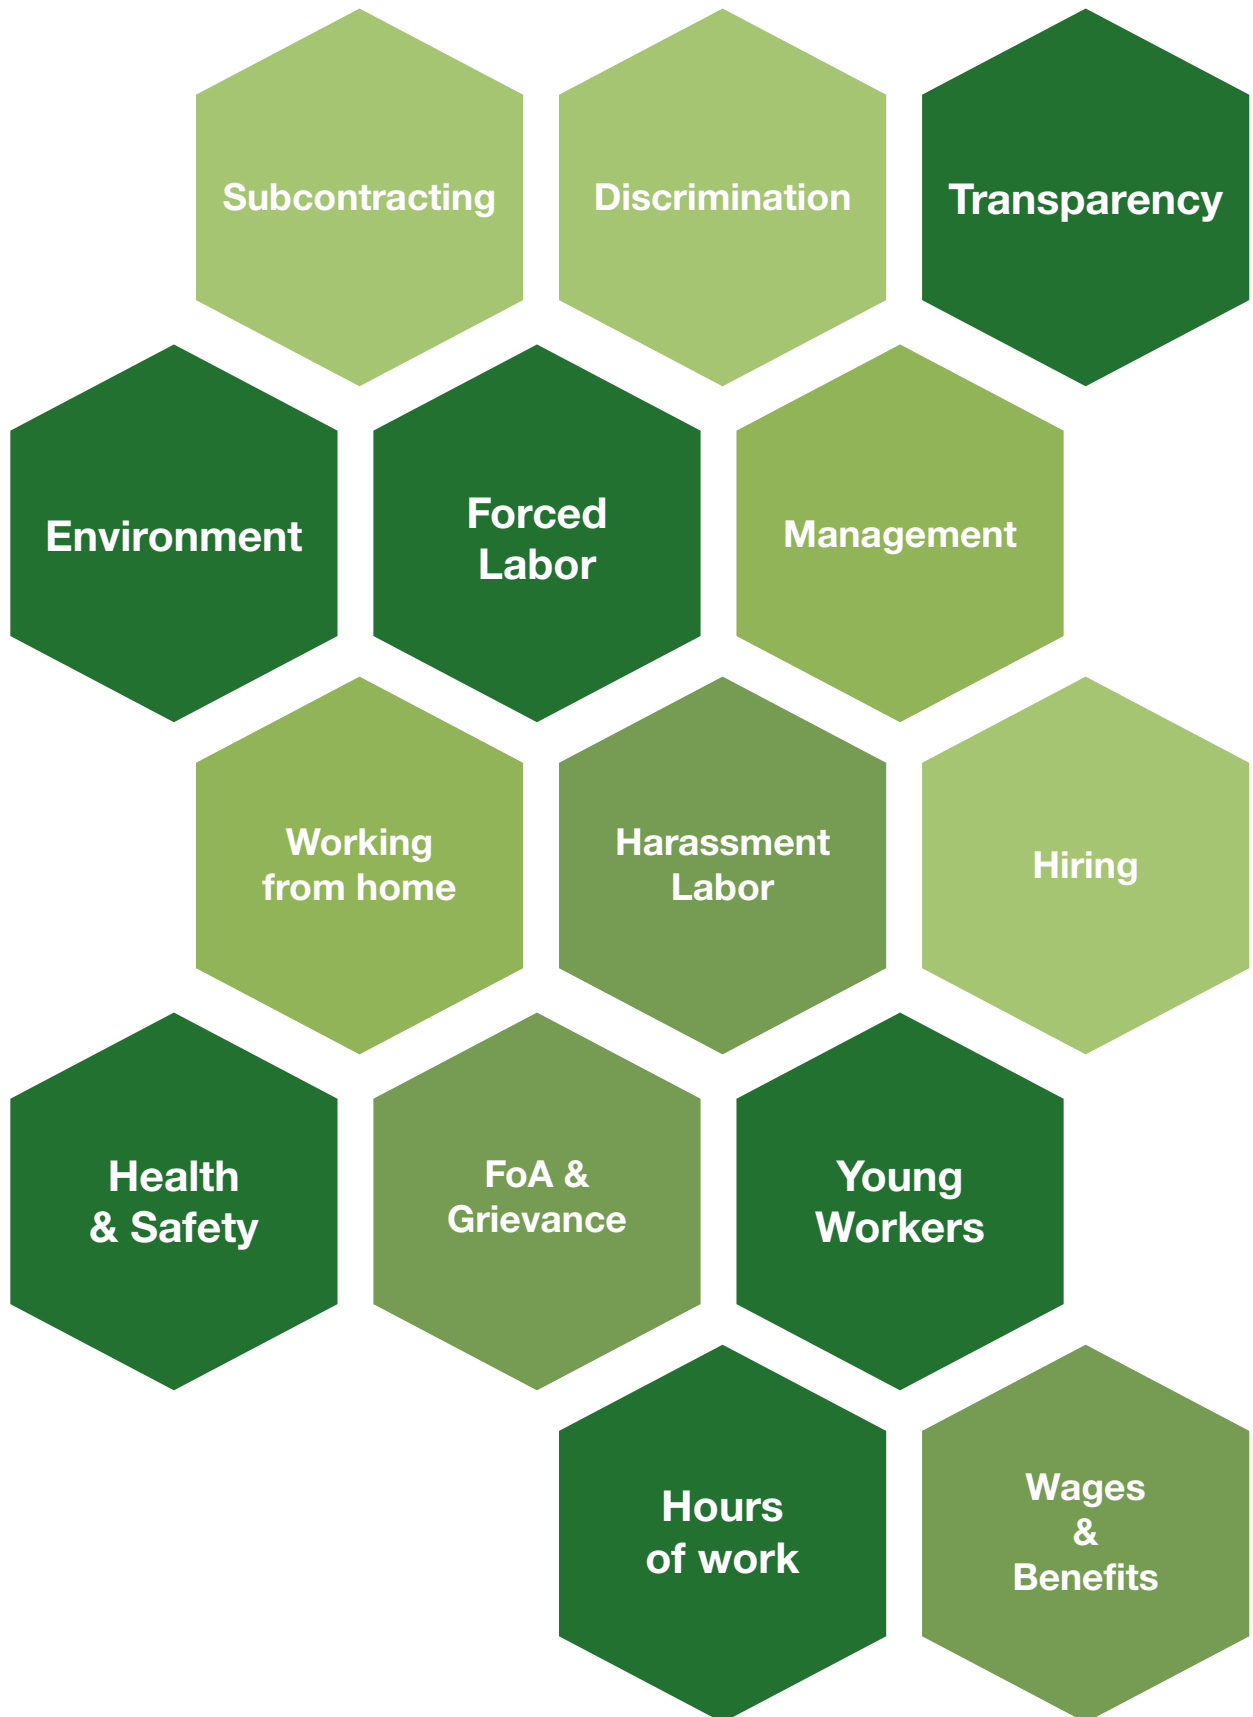 Subcontracting
Discrimination
Transparency
Environment
Forced
Labor
Management
Working
from home
Harassment
Labor
Hiring
Health
& Safety
FoA &
Grievance
Young
Workers
Hours
of work
Wages
&
Benefits